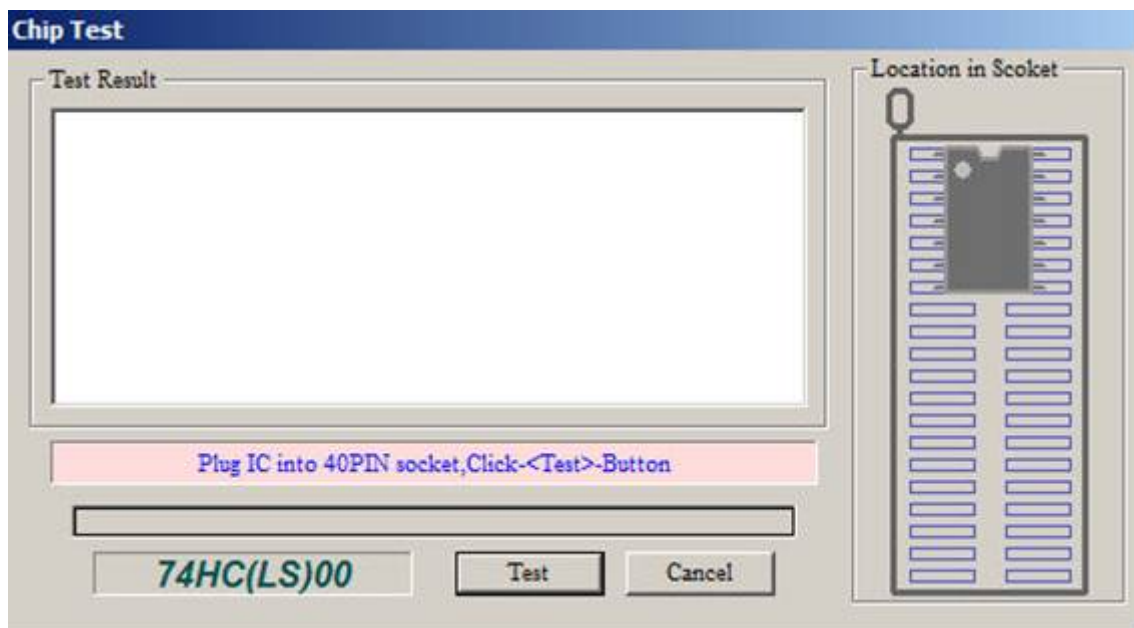 Chip Test
Test Result
Location in Scoket
Plug IC into 40PIN socket,Click-<Test>-Button
74HC(LS)00
Test
Cancel